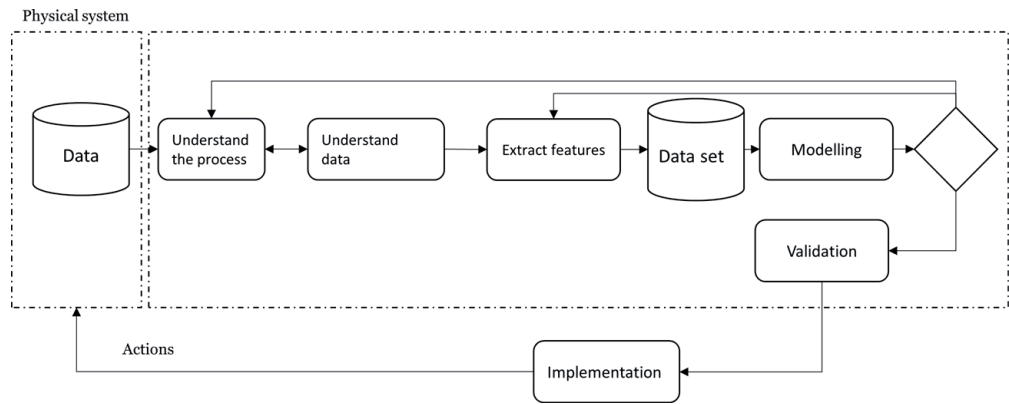 Physical system
Data
Understand
the process
Understand
data
Extract features
Data set
Modelling
Validation
Actions
Implementation